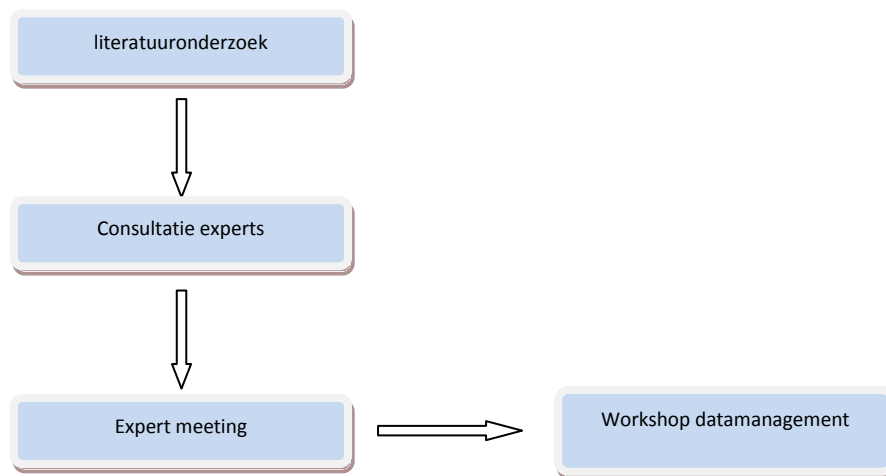 literatuuronderzoek
Consultatie experts
Expert meeting
Workshop datamanagement